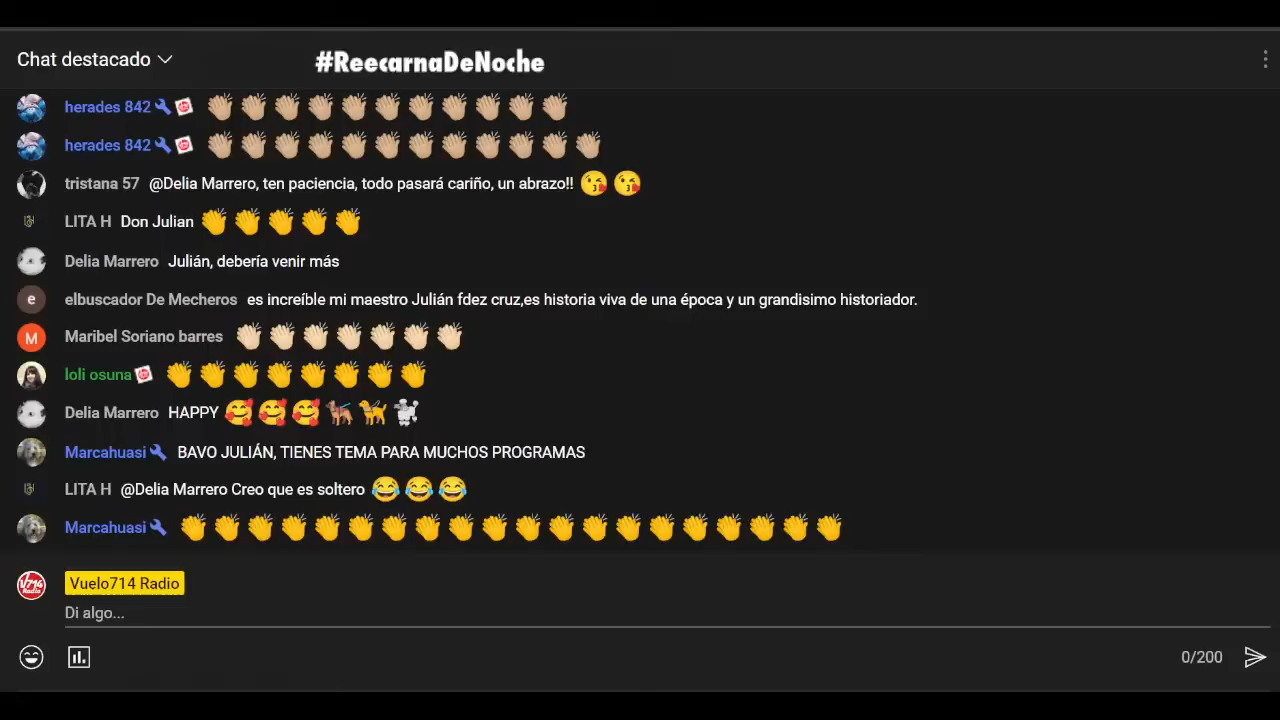 Chat destacado
#ReecarnaDeNoche
herades 842 👏🏼👏🏼👏🏼👏🏼👏🏼👏🏼👏🏼👏🏼👏🏼👏🏼👏🏼
herades 842 👏🏼👏🏼👏🏼👏🏼👏🏼👏🏼👏🏼👏🏼👏🏼👏🏼👏🏼👏🏼
tristana 57 @Delia Marrero, ten paciencia, todo pasará cariño, un abrazo!! 😘😘
LITA H Don Julian 👏👏👏👏👏
Delia Marrero Julián, debería venir más
e elbuscador De Mecheros es increíble mi maestro Julián fdez cruz,es historia viva de una época y un grandisimo historiador.
M Maribel Soriano barres 👏🏻👏🏻👏🏻👏🏻👏🏻👏🏻👏🏻
loli osuna 👏👏👏👏👏👏👏👏
Delia Marrero HAPPY 🥰🥰🥰🐕‍🦺🦮🐩
Marcahuasi BAVO JULIÁN, TIENES TEMA PARA MUCHOS PROGRAMAS
LITA H @Delia Marrero Creo que es soltero 😂😂😂
Marcahuasi 👏👏👏👏👏👏👏👏👏👏👏👏👏👏👏👏👏👏👏👏
V714 Radio
Vuelo714 Radio
Di algo...
0/200